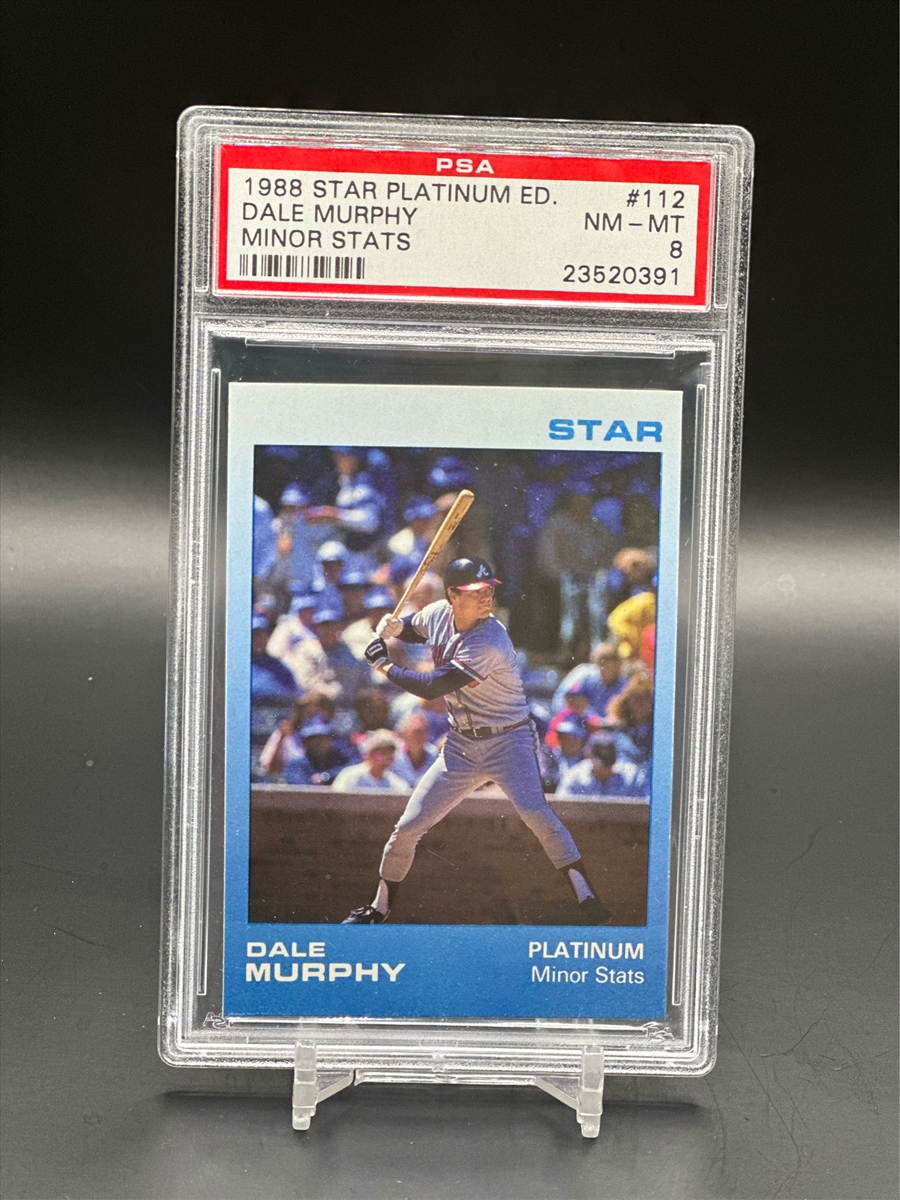 PSA
1988 STAR PLATINUM ED. #112
DALE MURPHY NM-MT
MINOR STATS 8
23520391
STAR
A
DALE PLATINUM
MURPHY Minor Stats